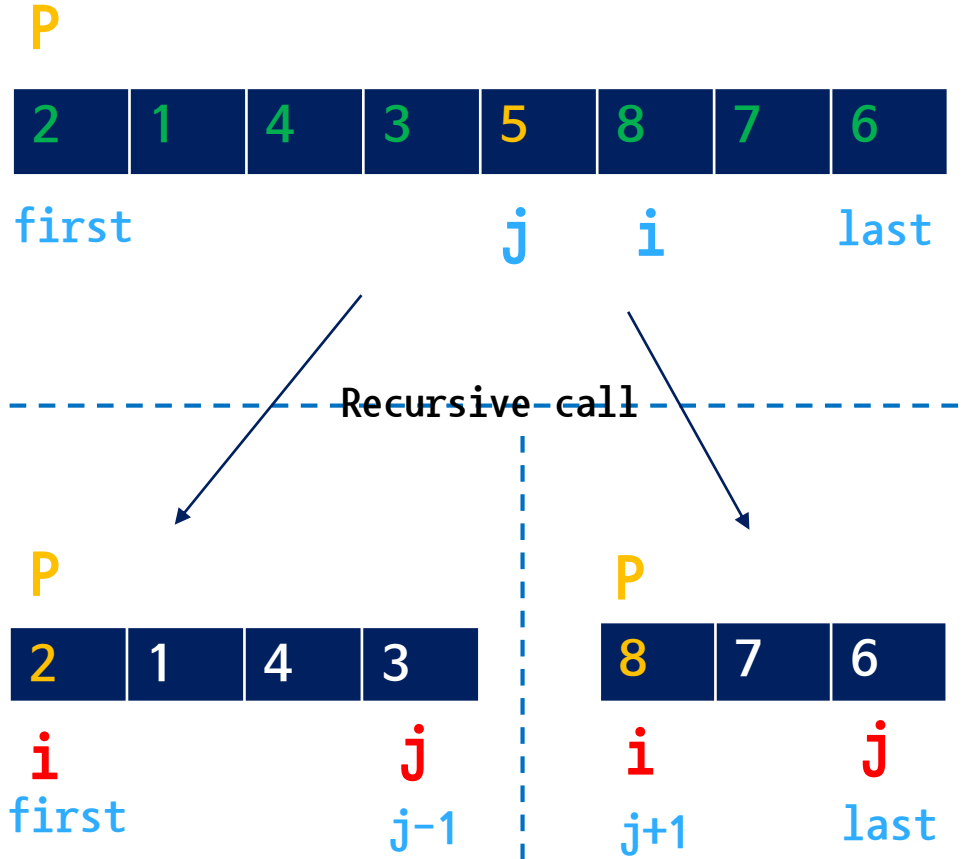 P
2 1 4 3 5 8 7 6
first j i last
Recursive call
P
2 1 4 3
i j
first j-1
P
8 7 6
i j
j+1 last